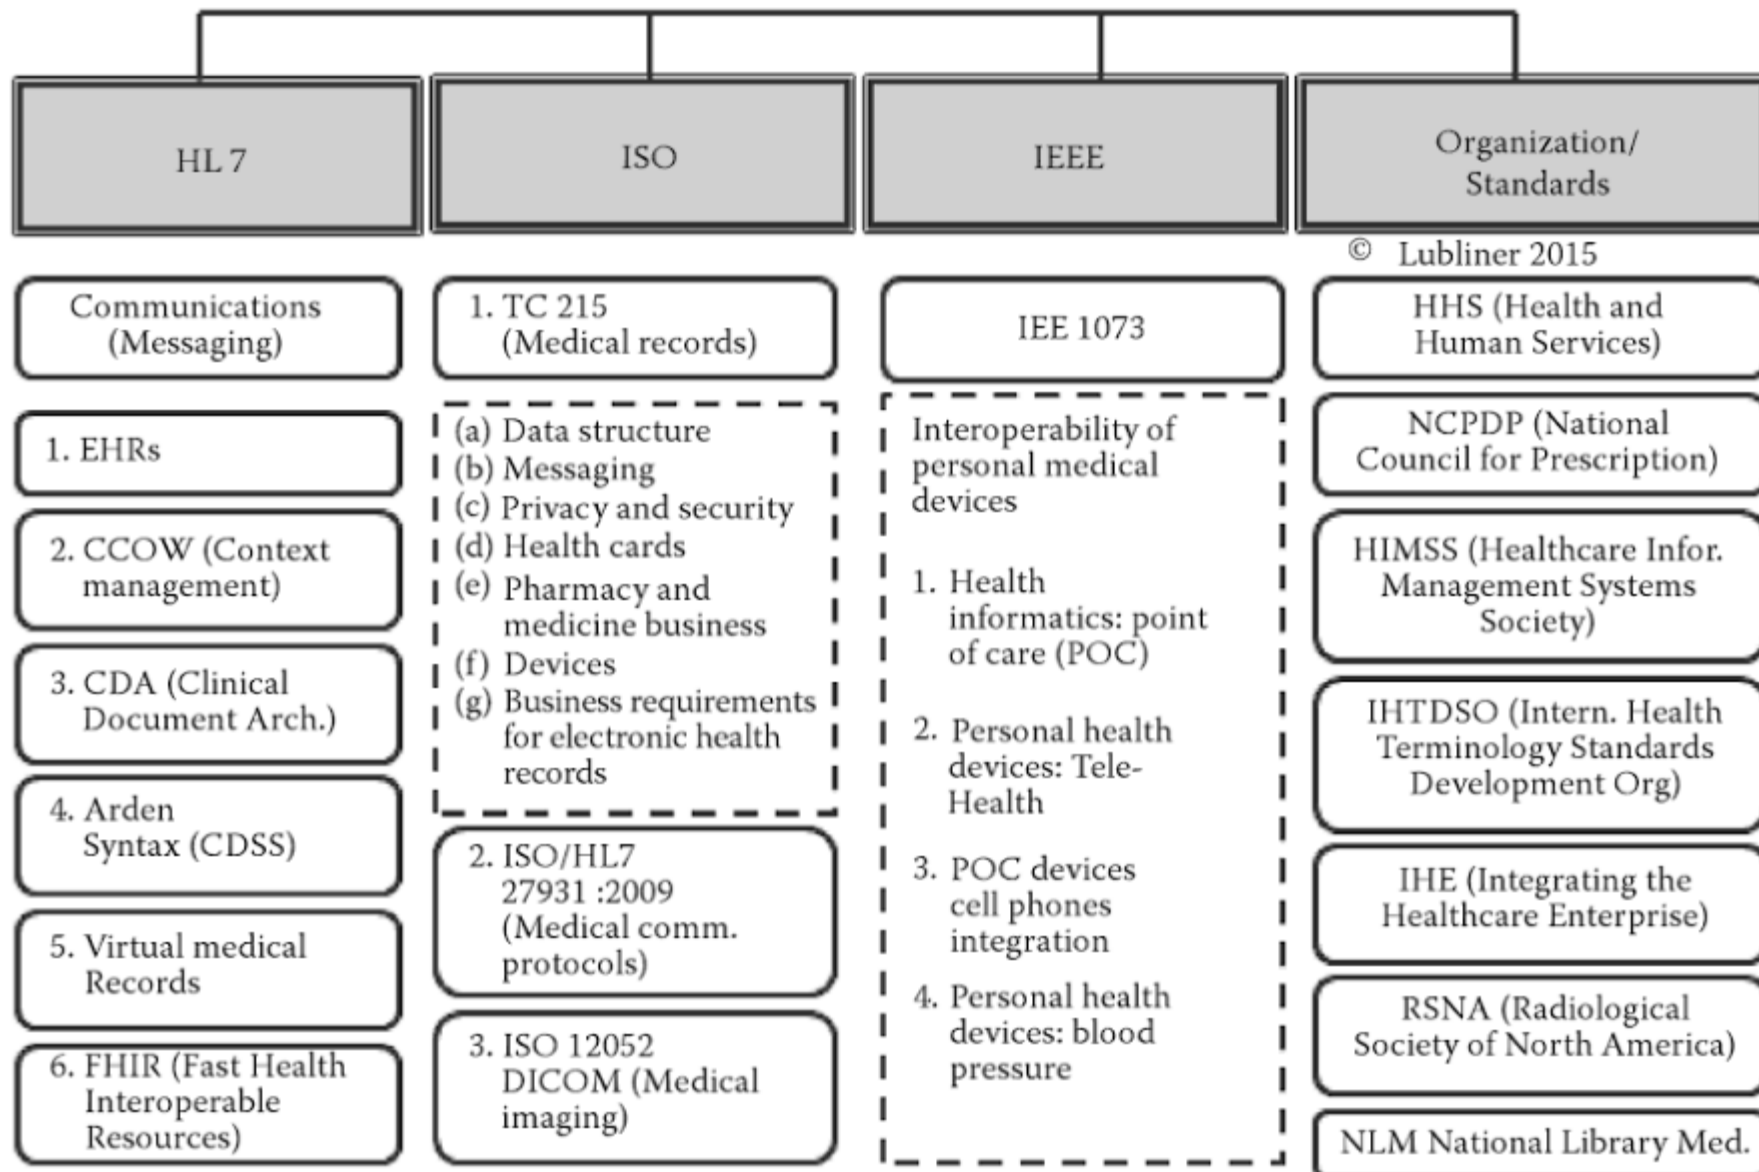 HL 7
ISO
IEEE
Organization/
Standards
© Lubliner 2015
Communications
(Messaging)
1. EHRs
2. CCOW (Context
management)
3. CDA (Clinical
Document Arch.)
4. Arden
Syntax (CDSS)
5. Virtual medical
Records
6. FHIR (Fast Health
Interoperable
Resources)
1. TC 215
(Medical records)
(a) Data structure
(b) Messaging
(c) Privacy and security
(d) Health cards
(e) Pharmacy and
medicine business
(f) Devices
(g) Business requirements
for electronic health
records
2. ISO/HL7
27931 :2009
(Medical comm.
protocols)
3. ISO 12052
DICOM (Medical
imaging)
IEE 1073
Interoperability of
personal medical
devices
1. Health
informatics: point
of care (POC)
2. Personal health
devices: Tele-
Health
3. POC devices
cell phones
integration
4. Personal health
devices: blood
pressure
HHS (Health and
Human Services)
NCPDP (National
Council for Prescription)
HIMSS (Healthcare Infor.
Management Systems
Society)
IHTDSO (Intern. Health
Terminology Standards
Development Org)
IHE (Integrating the
Healthcare Enterprise)
RSNA (Radiological
Society of North America)
NLM National Library Med.